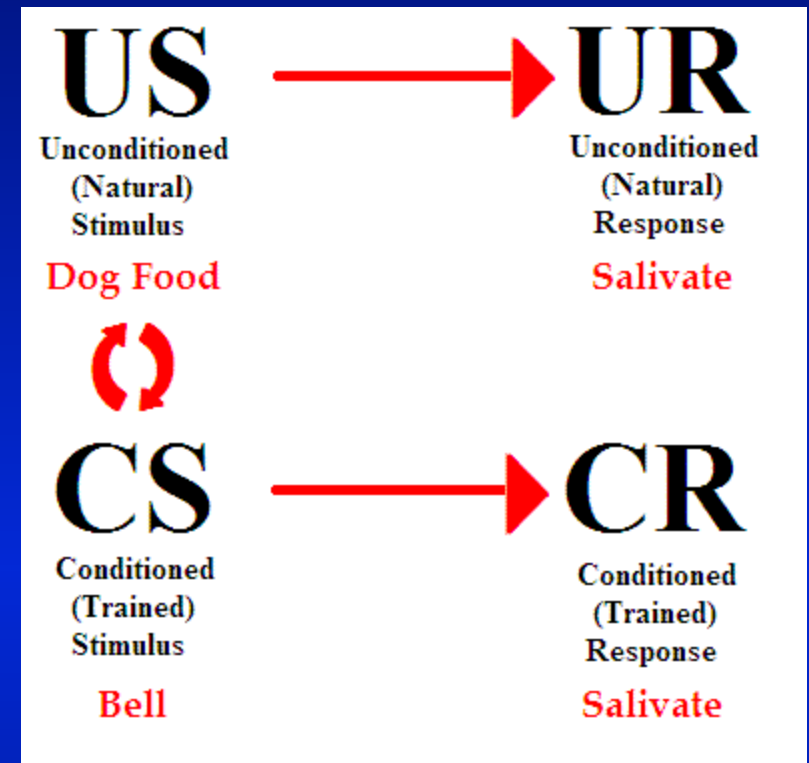 US
Unconditioned
(Natural)
Stimulus
Dog Food
UR
Unconditioned
(Natural)
Response
Salivate
CS
Conditioned
(Trained)
Stimulus
Bell
CR
Conditioned
(Trained)
Response
Salivate